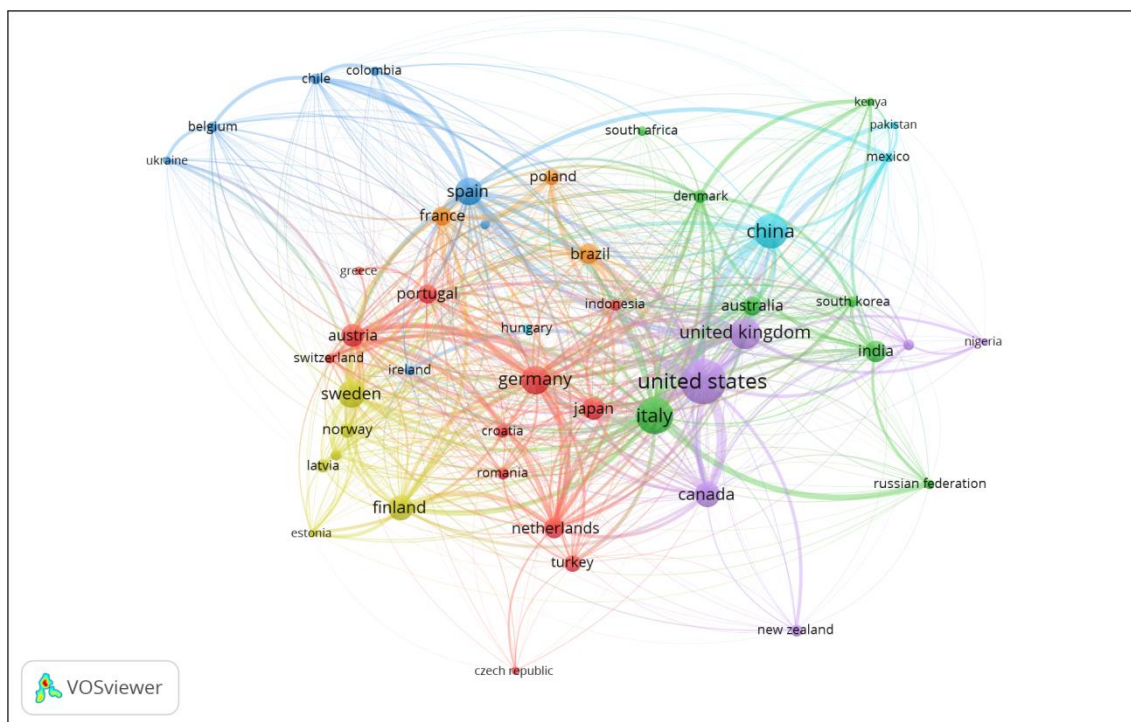 colombia
chile
kenya
pakistan
belgium
south africa
mexico
ukraine
poland
spain
denmark
france
china
brazil
greece
portugal
indonesia
australia
south korea
hungary
united kingdom
austria
nigeria
india
switzerland
ireland
germany
united states
sweden
japan
italy
norway
croatia
latvia
romania
russian federation
canada
finland
netherlands
estonia
turkey
new zealand
czech republic
VOSviewer